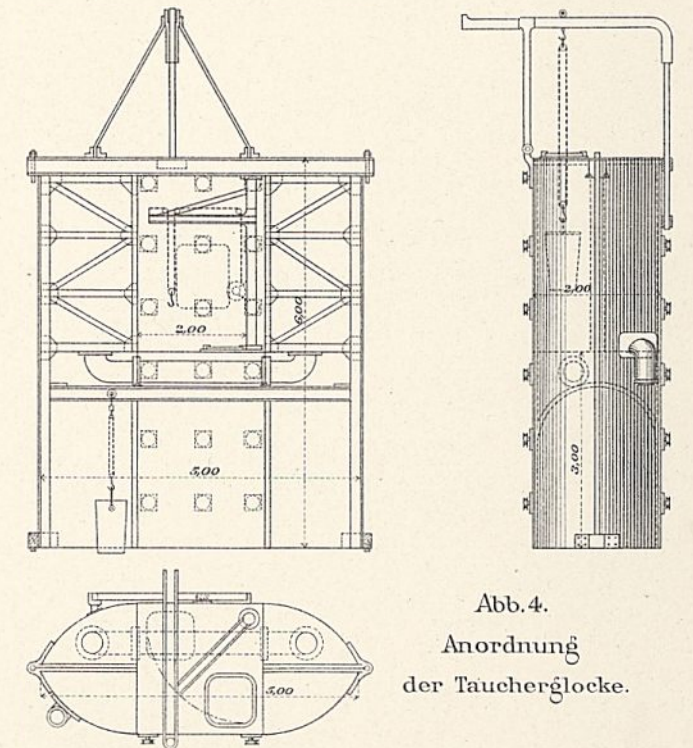 6,00
2,00
5,00
2,00
3,00
5,00
Abb. 4.
Anordnung
der Taucherglocke.